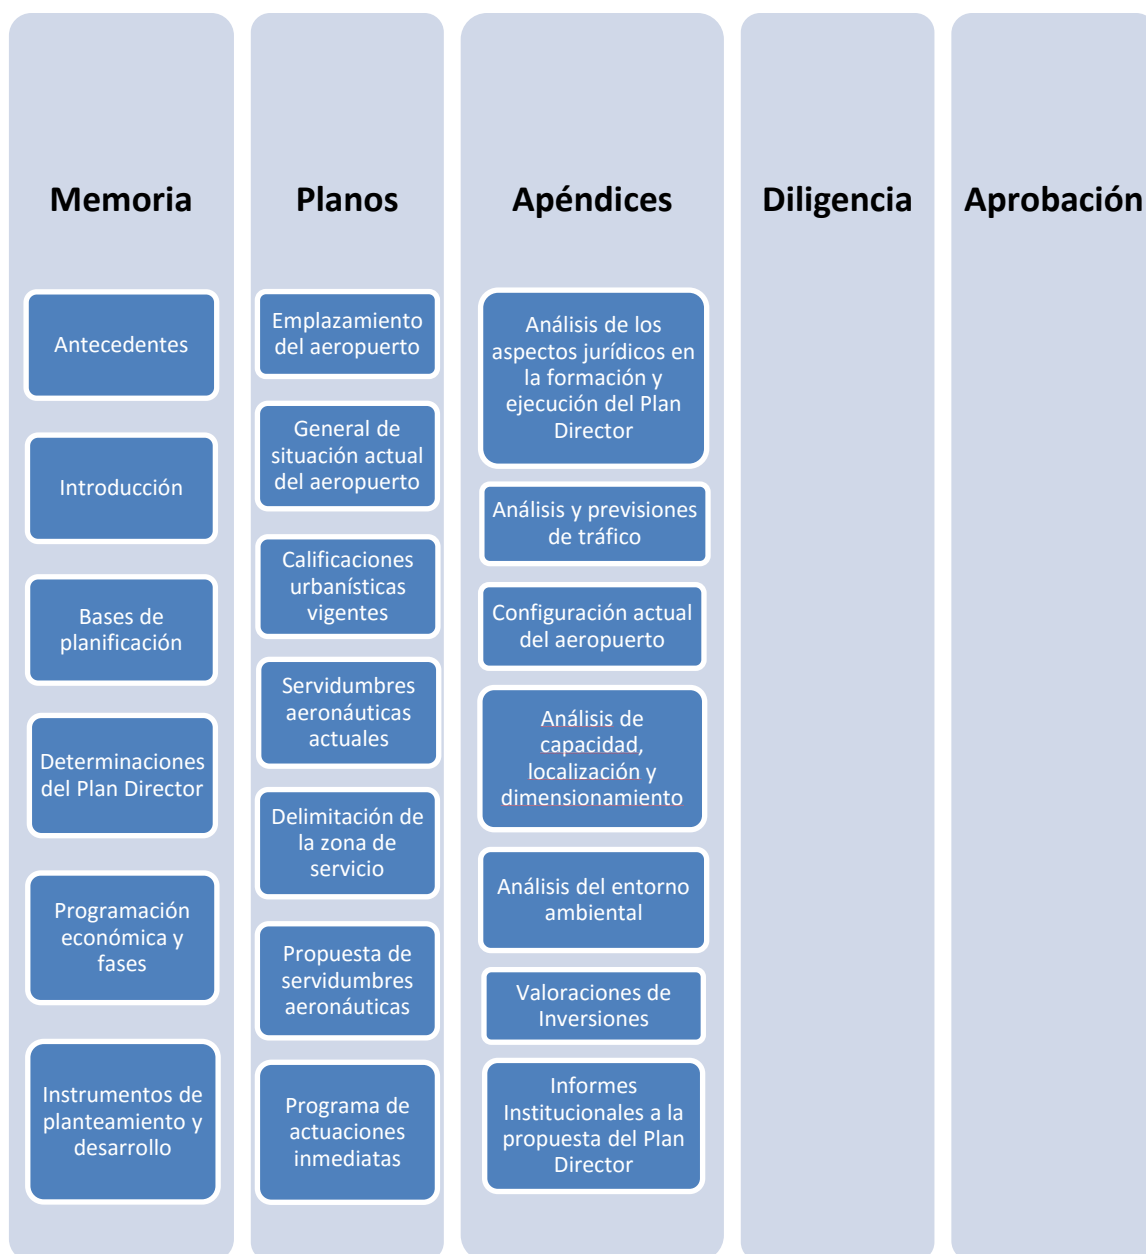 Memoria
Antecedentes
Introducción
Bases de
planificación
Determinaciones
del Plan Director
Programación
económica y
fases
Instrumentos de
planteamiento y
desarrollo
Planos
Emplazamiento
del aeropuerto
General de
situación actual
del aeropuerto
Calificaciones
urbanísticas
vigentes
Servidumbres
aeronáuticas
actuales
Delimitación de
la zona de
servicio
Propuesta de
servidumbres
aeronáuticas
Programa de
actuaciones
inmediatas
Apéndices
Análisis de los
aspectos jurídicos en
la formación y
ejecución del Plan
Director
Análisis y previsiones
de tráfico
Configuración actual
del aeropuerto
Análisis de
capacidad,
localización y
dimensionamiento
Análisis del entorno
ambiental
Valoraciones de
Inversiones
Informes
Institucionales a la
propuesta del Plan
Director
Diligencia
Aprobación